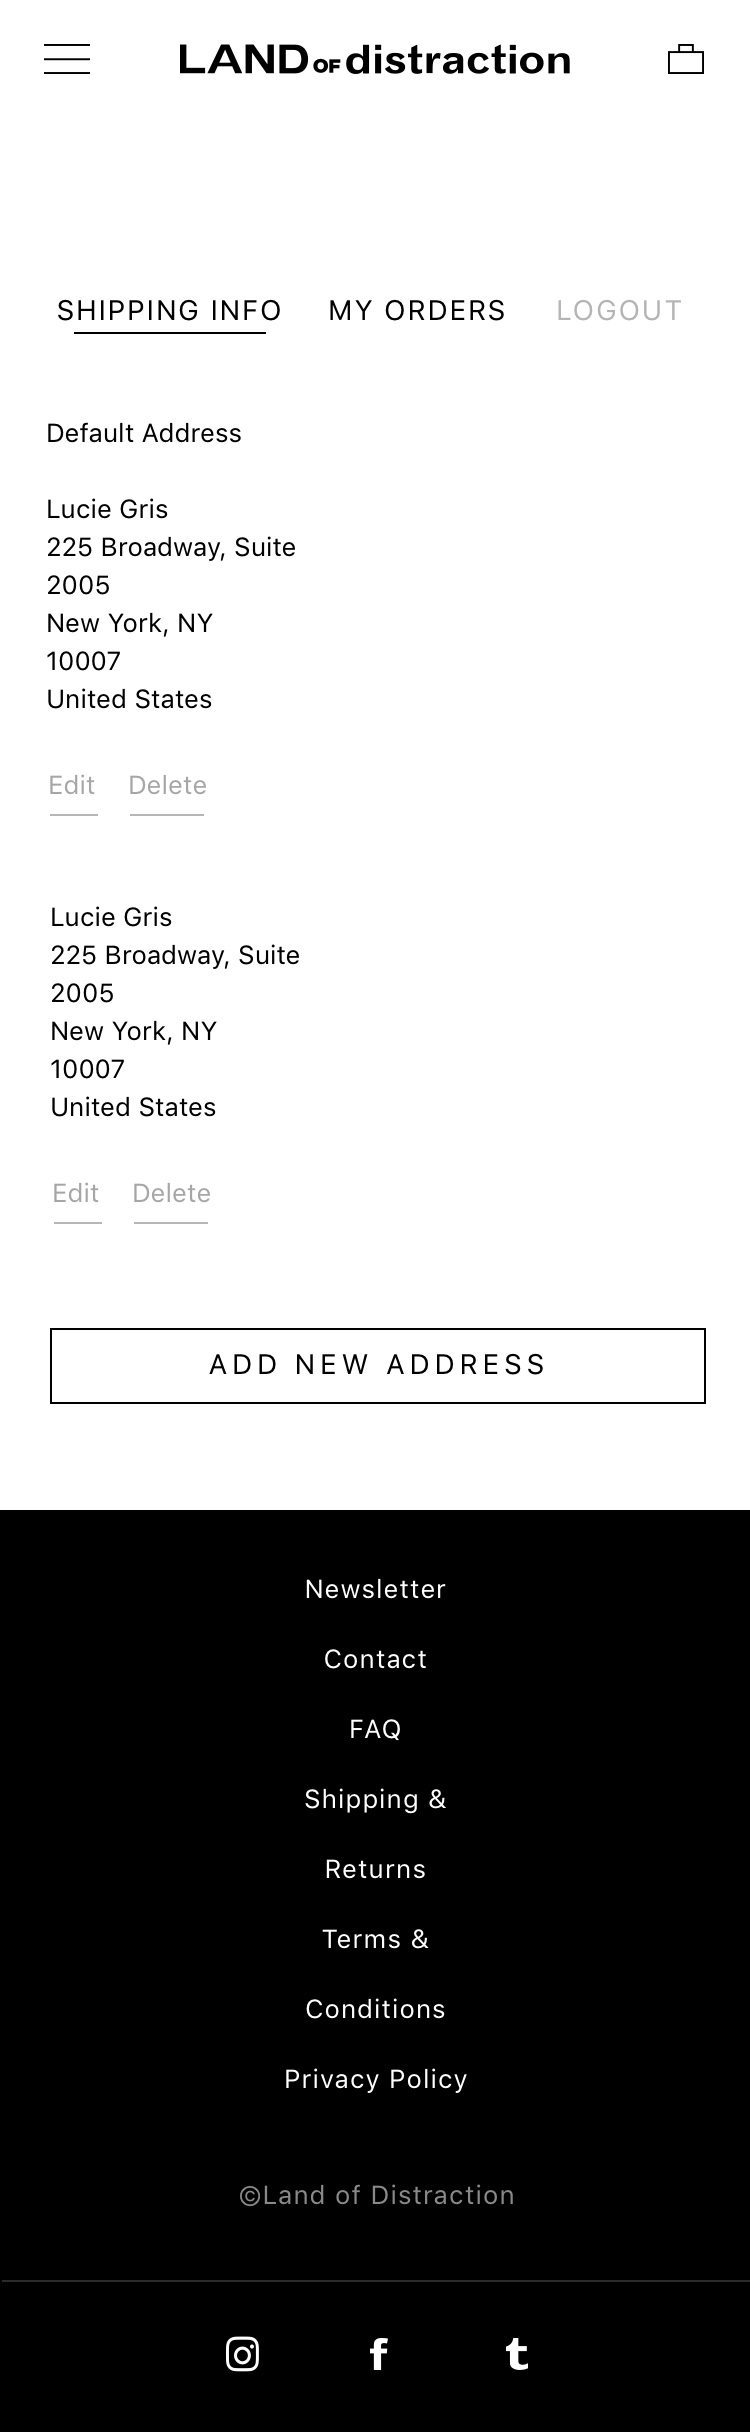 LAND OF distraction
SHIPPING INFO MY ORDERS LOGOUT
Default Address
Lucie Gris
225 Broadway, Suite
2005
New York, NY
10007
United States
Edit Delete
Lucie Gris
225 Broadway, Suite
2005
New York, NY
10007
United States
Edit Delete
ADD NEW ADDRESS
Newsletter
Contact
FAQ
Shipping &
Returns
Terms &
Conditions
Privacy Policy
©Land of Distraction